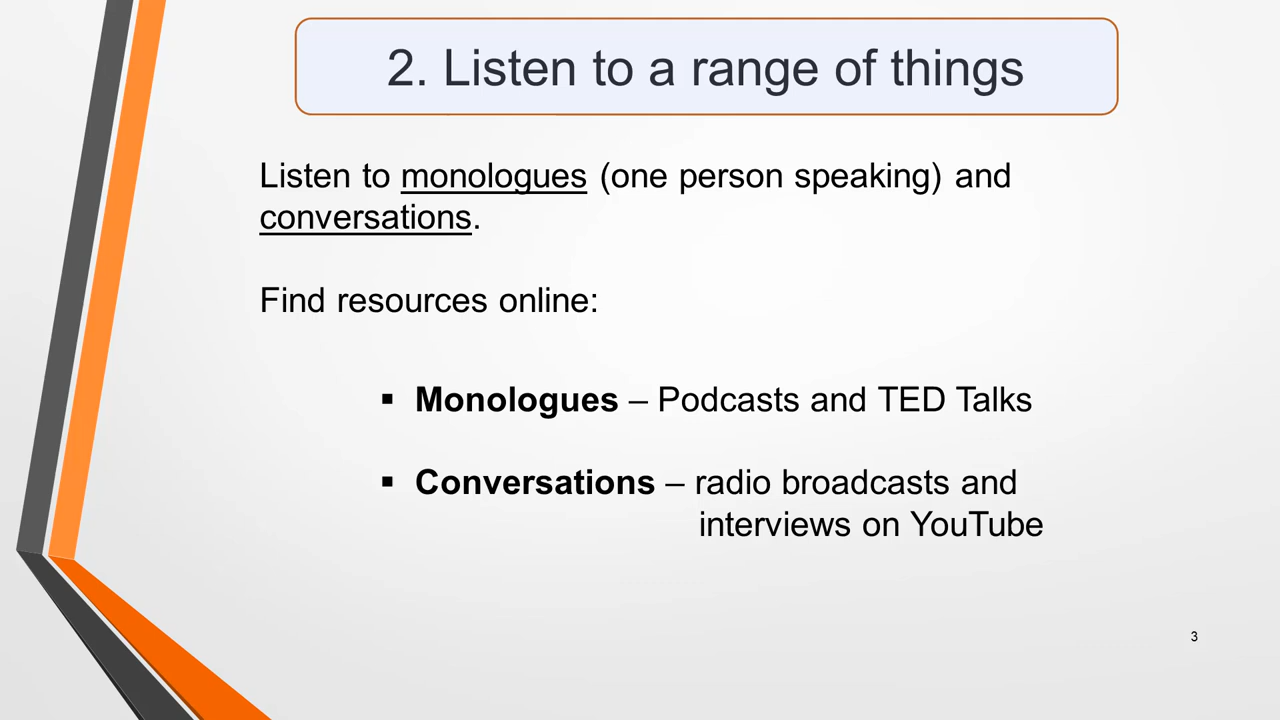 2. Listen to a range of things
Listen to monologues (one person speaking) and
conversations.
Find resources online:
▪ Monologues – Podcasts and TED Talks
▪ Conversations – radio broadcasts and
interviews on YouTube
3